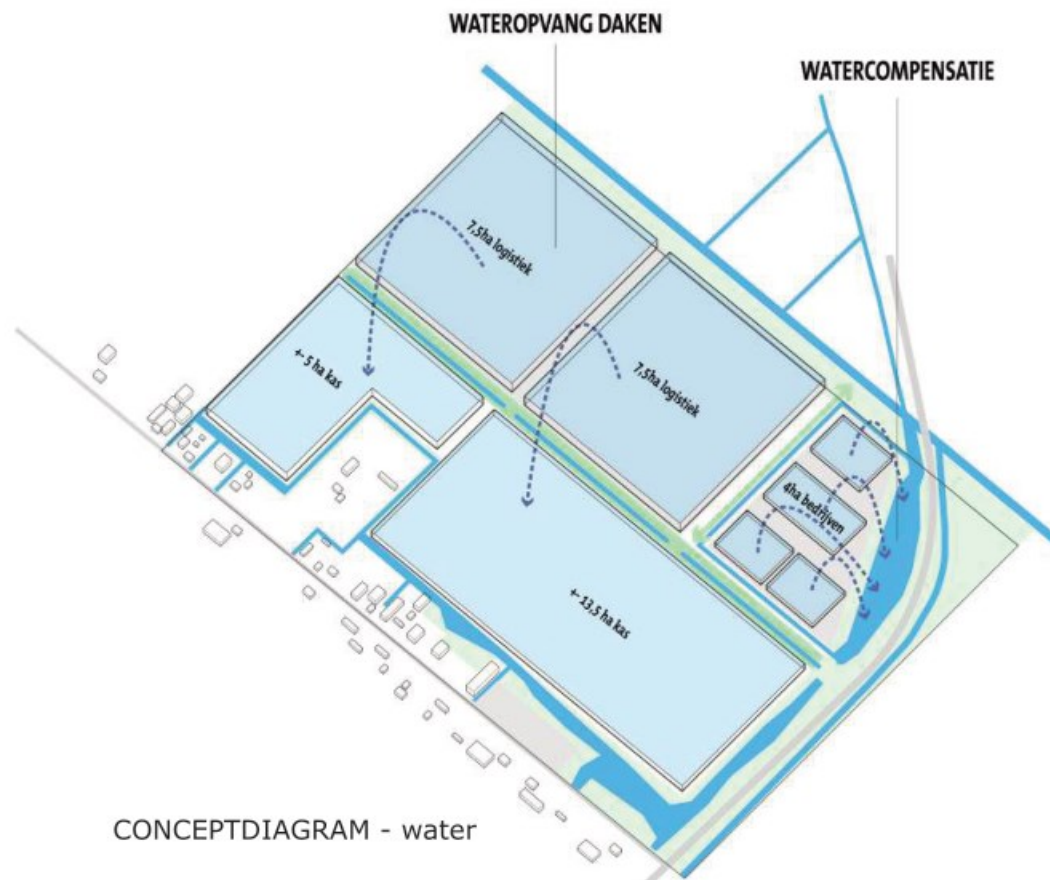 WATEROPVANG DAKEN
WATERCOMPENSATIE
7,5ha logistiek
7,5ha logistiek
+- 5 ha kas
4ha bedrijven
+- 13,5 ha kas
CONCEPTDIAGRAM - water